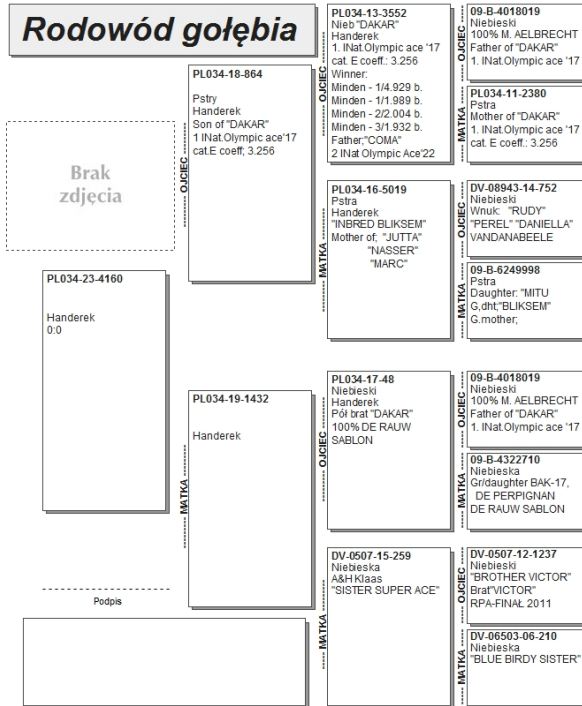 Rodowód gołębia
Brak
zdjęcia
PL034-23-4160
Handerek
0:0
Podpis
OJCIEC
PL034-18-864
Pstry
Handerek
Son of "DAKAR"
1 INat.Olympic ace'17
cat.E coeff; 3.256
MATKA
PL034-19-1432
Handerek
OJCIEC
PL034-13-3552
Nieb "DAKAR"
Handerek
1. INat.Olympic ace '17
cat. E coeff.: 3.256
Winner:
Minden - 1/4.929 b.
Minden - 1/1.989 b.
Minden - 2/2.004 b.
Minden - 3/1.932 b.
Father;"COMA"
2 INat Olympic Ace'22
MATKA
PL034-16-5019
Pstra
Handerek
"INBRED BLIKSEM"
Mother of; "JUTTA"
"NASSER"
"MARC"
OJCIEC
PL034-17-48
Niebieski
Handerek
Pół brat "DAKAR"
100% DE RAUW
SABLON
MATKA
DV-0507-15-259
Niebieska
A&H Klaas
"SISTER SUPER ACE"
OJCIEC
09-B-4018019
Niebieski
100% M. AELBRECHT
Father of "DAKAR"
1. INat.Olympic ace '17
MATKA
PL034-11-2380
Pstra
Mother of "DAKAR"
1. INat.Olympic ace '17
cat. E coeff.: 3.256
OJCIEC
DV-08943-14-752
Niebieski
Wnuk: "RUDY"
"PEREL" "DANIELLA"
VANDANABEELE
MATKA
09-B-6249998
Pstra
Daughter: "MITU
G,dht;"BLIKSEM"
G.mother;
OJCIEC
09-B-4018019
Niebieski
100% M. AELBRECHT
Father of "DAKAR"
1. INat.Olympic ace '17
MATKA
09-B-4322710
Niebieska
Gr/daughter BAK-17,
DE PERPIGNAN
DE RAUW SABLON
OJCIEC
DV-0507-12-1237
Niebieski
"BROTHER VICTOR"
Brat"VICTOR"
RPA-FINAŁ 2011
MATKA
DV-06503-06-210
Niebieska
"BLUE BIRDY SISTER"